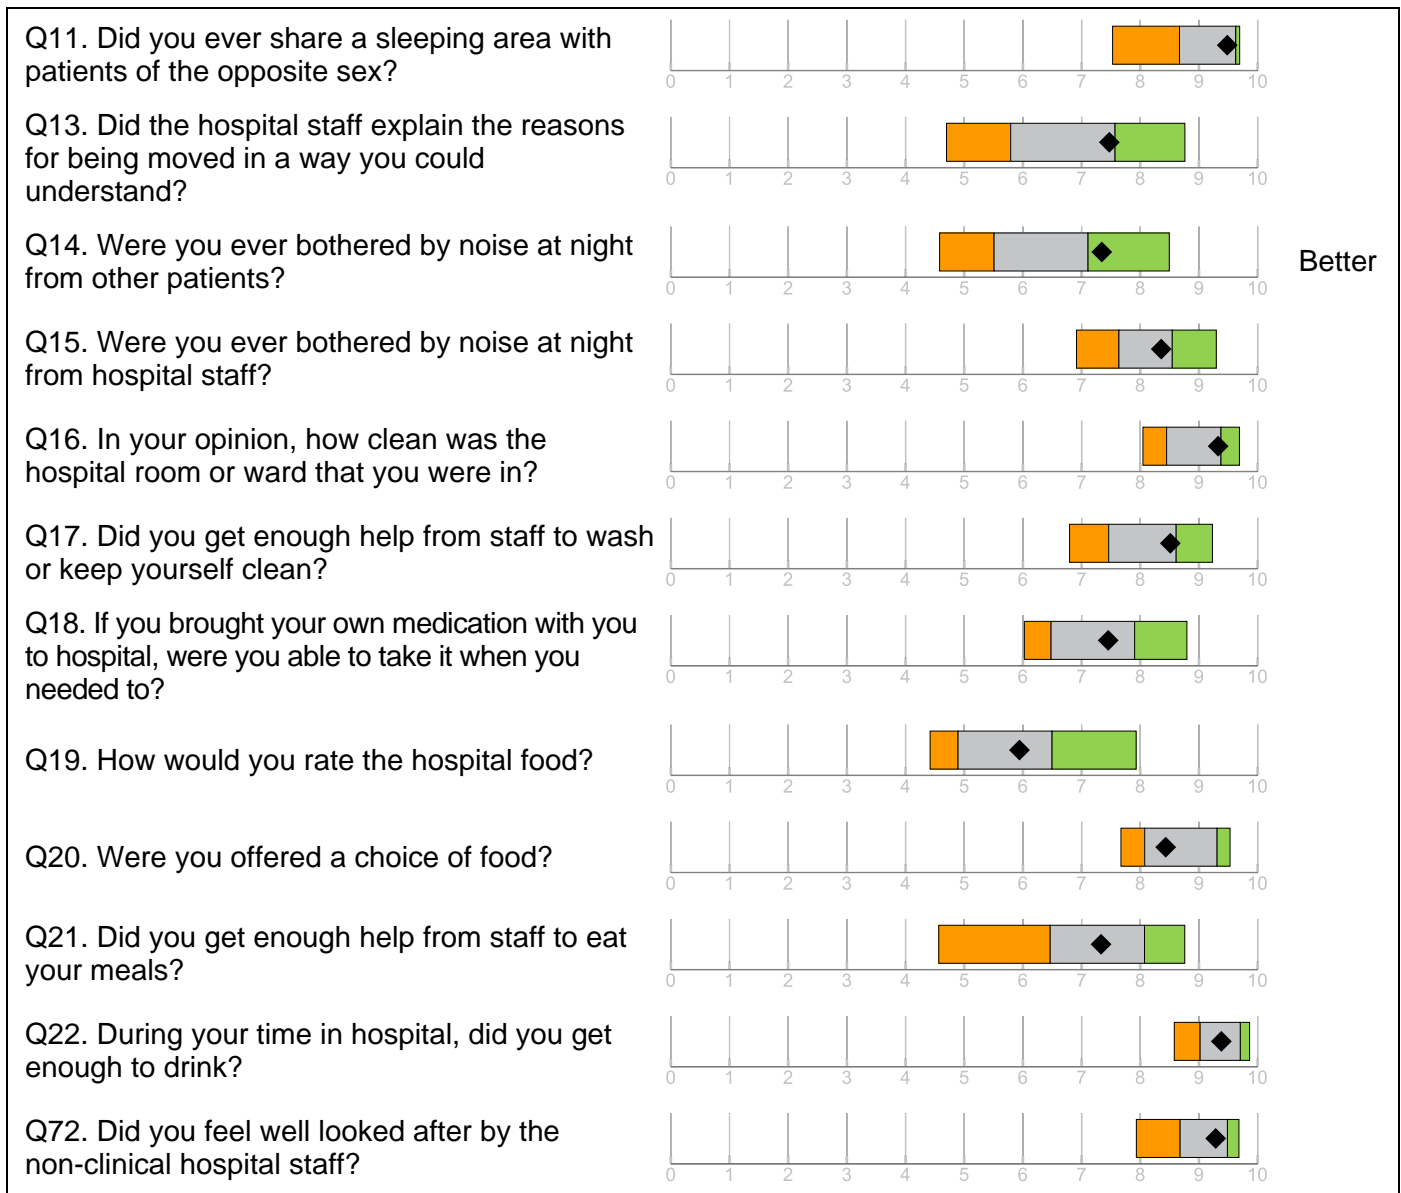 Q11. Did you ever share a sleeping area with
patients of the opposite sex?
0 1 2 3 4 5 6 7 8 9 10
Q13. Did the hospital staff explain the reasons
for being moved in a way you could
understand?
0 1 2 3 4 5 6 7 8 9 10
Q14. Were you ever bothered by noise at night
from other patients?
0 1 2 3 4 5 6 7 8 9 10
Better
Q15. Were you ever bothered by noise at night
from hospital staff?
0 1 2 3 4 5 6 7 8 9 10
Q16. In your opinion, how clean was the
hospital room or ward that you were in?
0 1 2 3 4 5 6 7 8 9 10
Q17. Did you get enough help from staff to wash
or keep yourself clean?
0 1 2 3 4 5 6 7 8 9 10
Q18. If you brought your own medication with you
to hospital, were you able to take it when you
needed to?
0 1 2 3 4 5 6 7 8 9 10
Q19. How would you rate the hospital food?
0 1 2 3 4 5 6 7 8 9 10
Q20. Were you offered a choice of food?
0 1 2 3 4 5 6 7 8 9 10
Q21. Did you get enough help from staff to eat
your meals?
0 1 2 3 4 5 6 7 8 9 10
Q22. During your time in hospital, did you get
enough to drink?
0 1 2 3 4 5 6 7 8 9 10
Q72. Did you feel well looked after by the
non-clinical hospital staff?
0 1 2 3 4 5 6 7 8 9 10